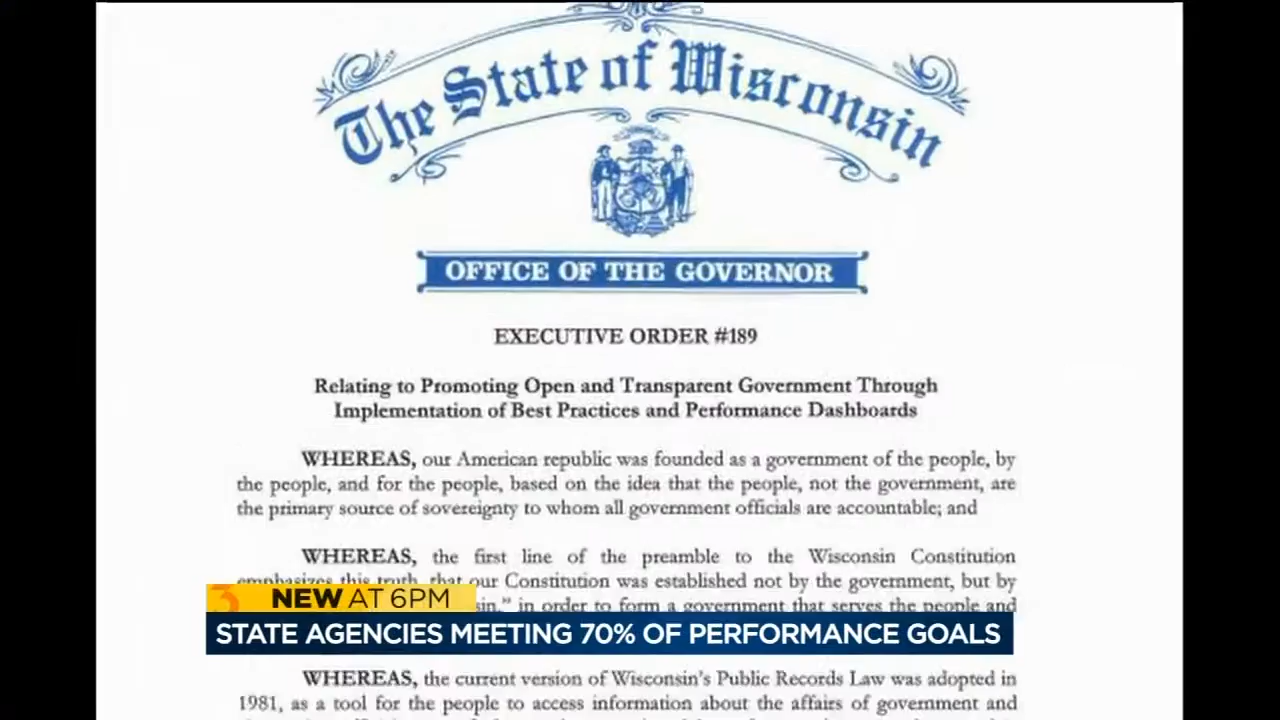 The State of Wisconsin
OFFICE OF THE GOVERNOR
EXECUTIVE ORDER #189
Relating to Promoting Open and Transparent Government Through
Implementation of Best Practices and Performance Dashboards
WHEREAS, our American republic was founded as a government of the people, by
the people, and for the people, based on the idea that the people, not the government, are
the primary source of sovereignty to whom all government officials are accountable; and
WHEREAS, the first line of the preamble to the Wisconsin Constitution
emphasizes this truth, that our Constitution was established not by the government, but by
in order to form a government that serves the people and
3 NEW AT 6PM
STATE AGENCIES MEETING 70% OF PERFORMANCE GOALS
WHEREAS, the current version of Wisconsin's Public Records Law was adopted in
1981, as a tool for the people to access information about the affairs of government and